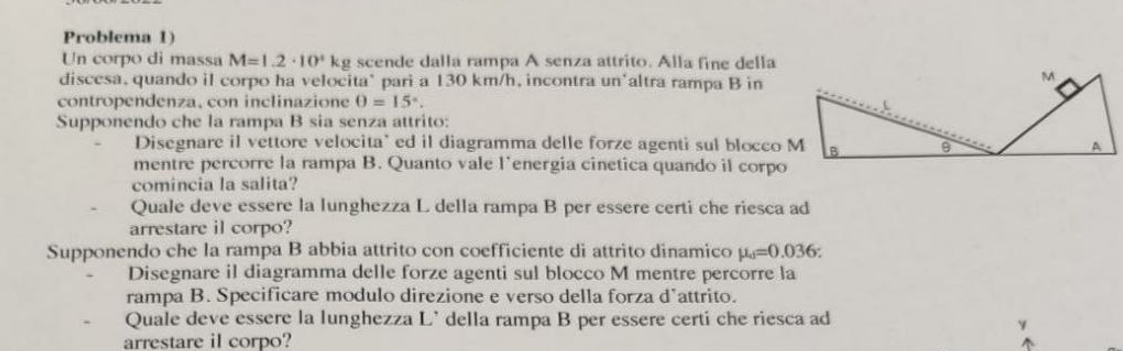 Problema 1)
Un corpo di massa M=1.2 ·10⁴ kg scende dalla rampa A senza attrito. Alla fine della
discesa, quando il corpo ha velocita' pari a 130 km/h, incontra un'altra rampa B in
contropendenza, con inclinazione θ = 15°.
Supponendo che la rampa B sia senza attrito:
- Disegnare il vettore velocita' ed il diagramma delle forze agenti sul blocco M
mentre percorre la rampa B. Quanto vale l'energia cinetica quando il corpo
comincia la salita?
- Quale deve essere la lunghezza L della rampa B per essere certi che riesca ad
arrestare il corpo?
Supponendo che la rampa B abbia attrito con coefficiente di attrito dinamico μd=0.036:
- Disegnare il diagramma delle forze agenti sul blocco M mentre percorre la
rampa B. Specificare modulo direzione e verso della forza d'attrito.
- Quale deve essere la lunghezza L' della rampa B per essere certi che riesca ad
arrestare il corpo?
M
L
B
θ
A
y